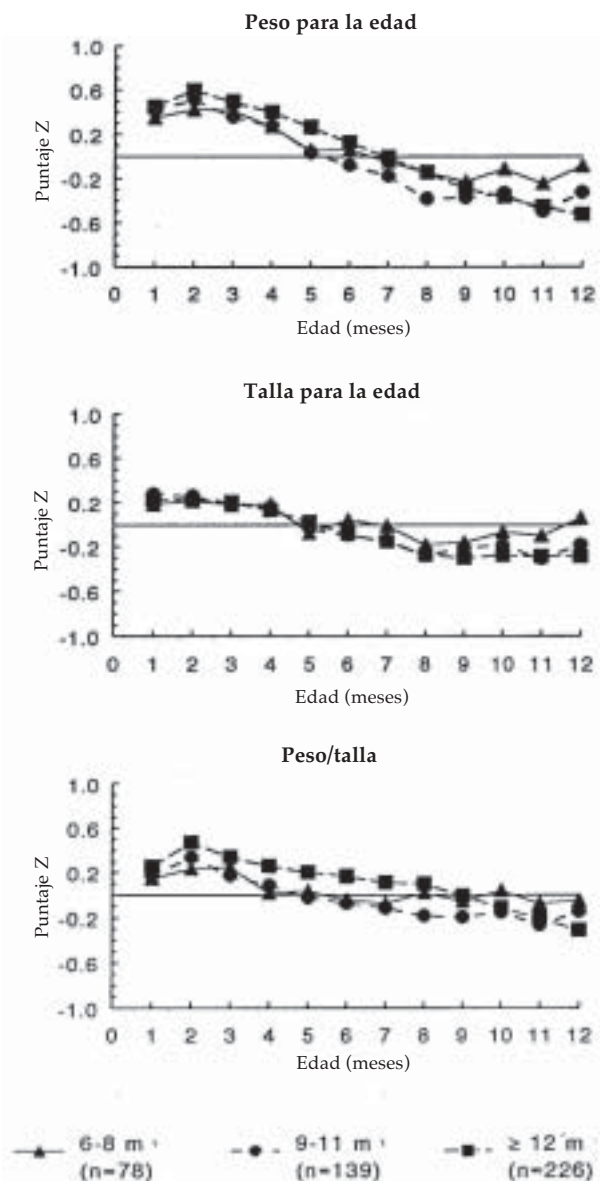 Peso para la edad
Puntaje Z
1.0
0.6
0.2
-0.2
-0.6
-1.0
0 1 2 3 4 5 6 7 8 9 10 11 12
Edad (meses)
Talla para la edad
Puntaje Z
1.0
0.6
0.2
-0.2
-0.6
-1.0
0 1 2 3 4 5 6 7 8 9 10 11 12
Edad (meses)
Peso/talla
Puntaje Z
1.0
0.6
0.2
-0.2
-0.6
-1.0
0 1 2 3 4 5 6 7 8 9 10 11 12
Edad (meses)
6-8 m 9-11 m ≥ 12 m
(n=78) (n=139) (n=226)